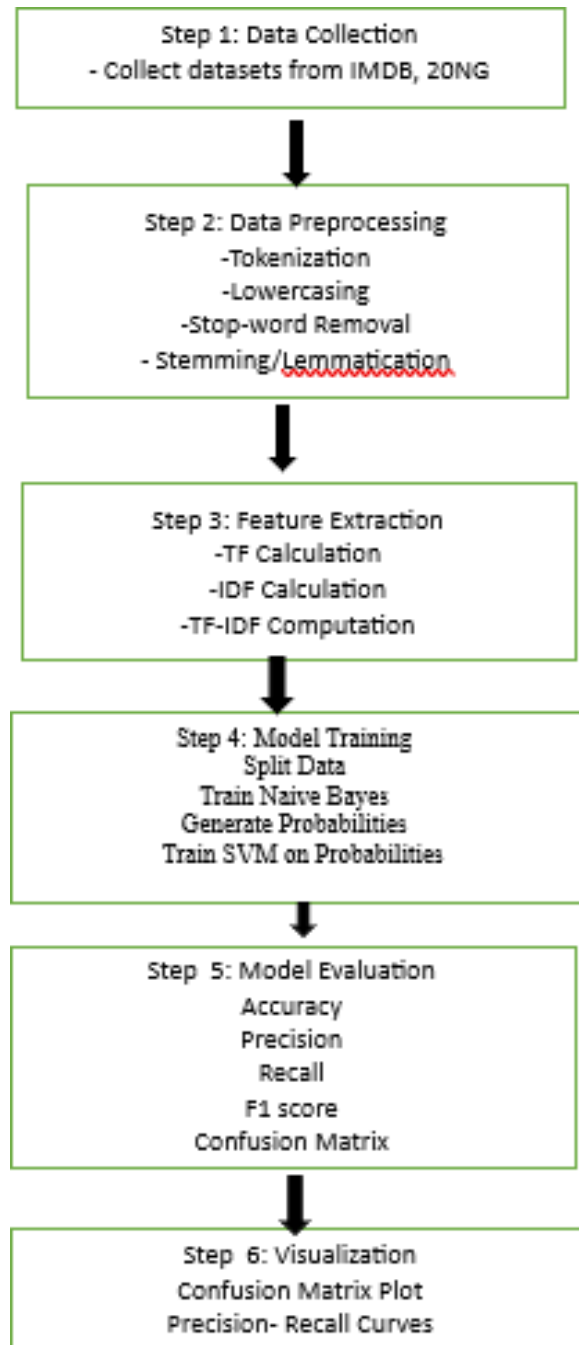 Step 1: Data Collection
- Collect datasets from IMDB, 20NG
Step 2: Data Preprocessing
-Tokenization
-Lowercasing
-Stop-word Removal
- Stemming/Lemmatication
Step 3: Feature Extraction
-TF Calculation
-IDF Calculation
-TF-IDF Computation
Step 4: Model Training
Split Data
Train Naive Bayes
Generate Probabilities
Train SVM on Probabilities
Step 5: Model Evaluation
Accuracy
Precision
Recall
F1 score
Confusion Matrix
Step 6: Visualization
Confusion Matrix Plot
Precision- Recall Curves